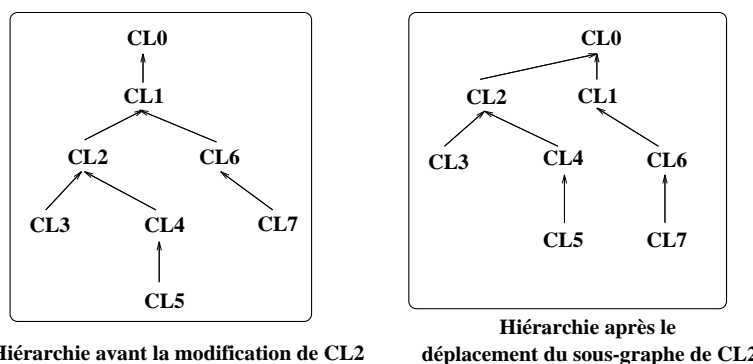 CL0
CL1
CL2 CL6
CL3 CL4 CL7
CL5
Hiérarchie avant la modification de CL2
CL0
CL2 CL1
CL3 CL4 CL6
CL5 CL7
Hiérarchie après le
déplacement du sous-graphe de CL2